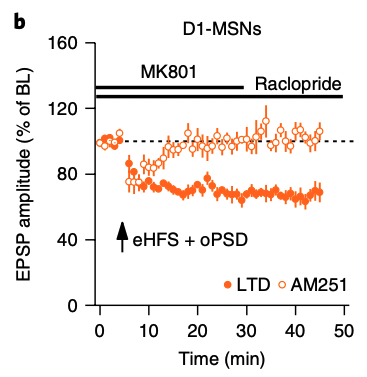 b
D1-MSNs
160
MK801
Raclopride
120
80
40
0
EPSP amplitude (% of BL)
eHFS + oPSD
LTD AM251
0 10 20 30 40 50
Time (min)